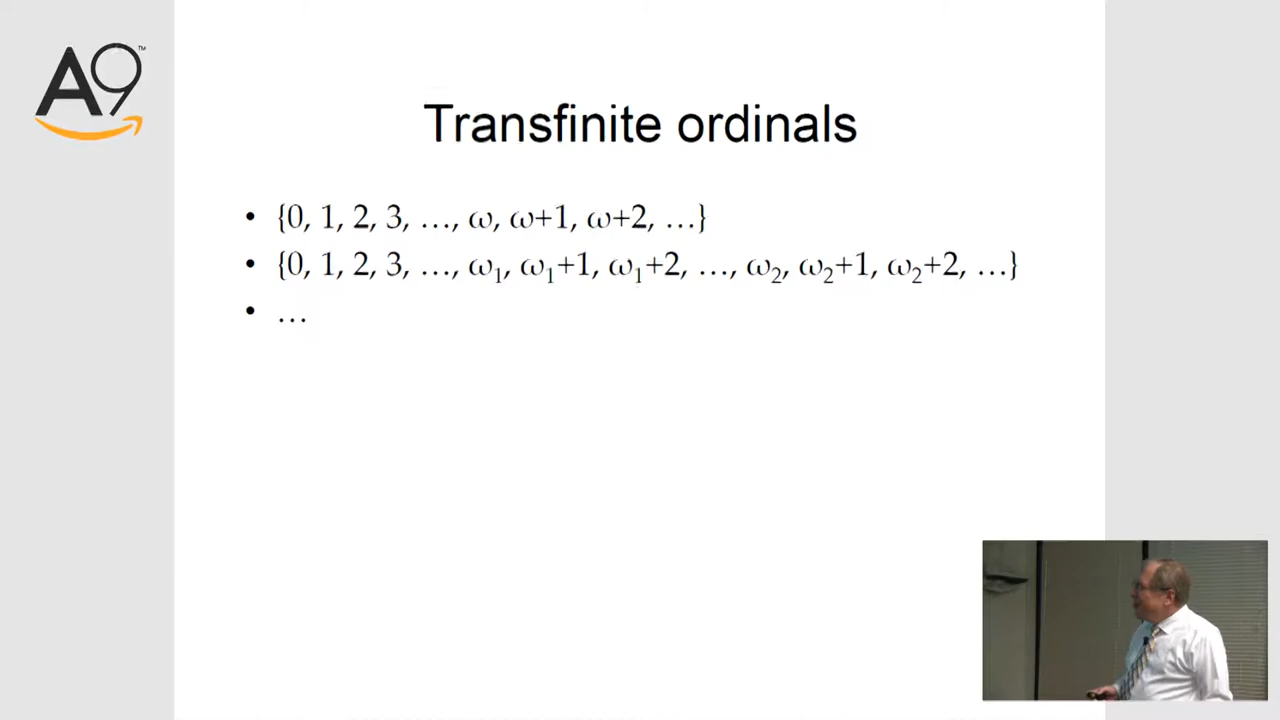 A9™
Transfinite ordinals
• {0, 1, 2, 3, …, ω, ω+1, ω+2, …}
• {0, 1, 2, 3, …, ω₁, ω₁+1, ω₁+2, …, ω₂, ω₂+1, ω₂+2, …}
• …